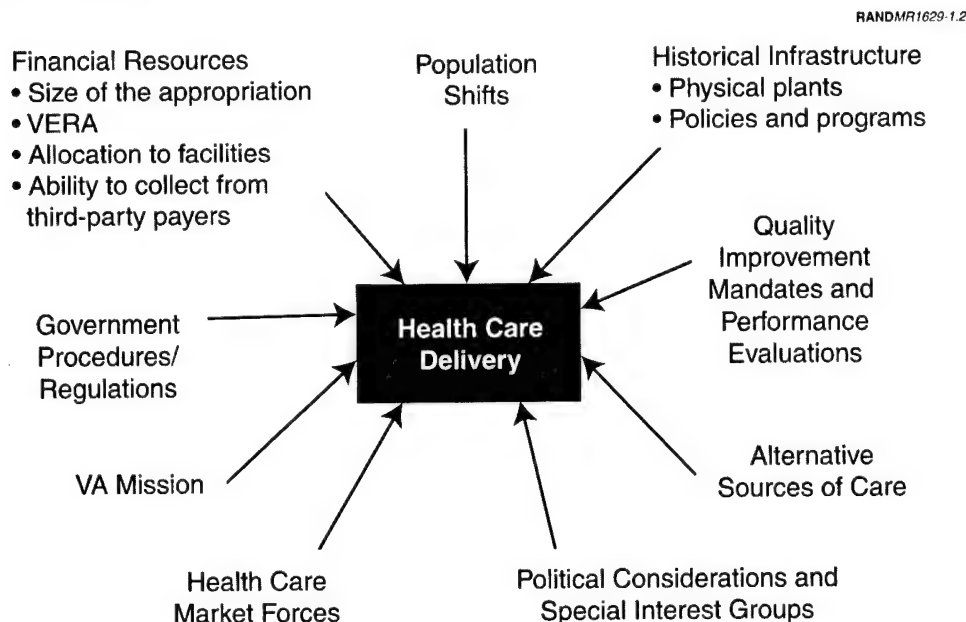 RANDMR1629-1.2
Financial Resources
• Size of the appropriation
• VERA
• Allocation to facilities
• Ability to collect from
third-party payers
Population
Shifts
Historical Infrastructure
• Physical plants
• Policies and programs
Quality
Improvement
Mandates and
Performance
Evaluations
Government
Procedures/
Regulations
Health Care
Delivery
VA Mission
Alternative
Sources of Care
Health Care
Market Forces
Political Considerations and
Special Interest Groups